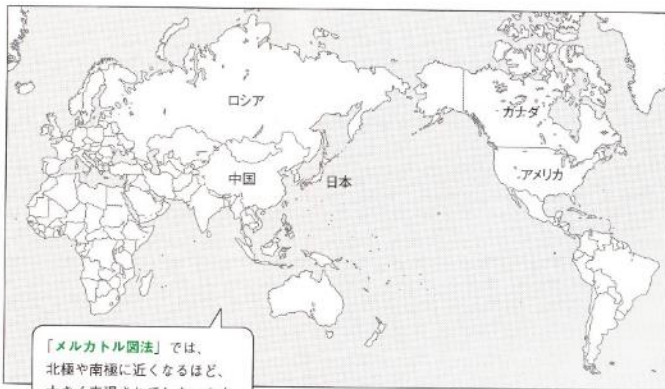 ロシア
カナダ
中国
日本
アメリカ
「メルカトル図法」では、
北極や南極に近くなるほど、